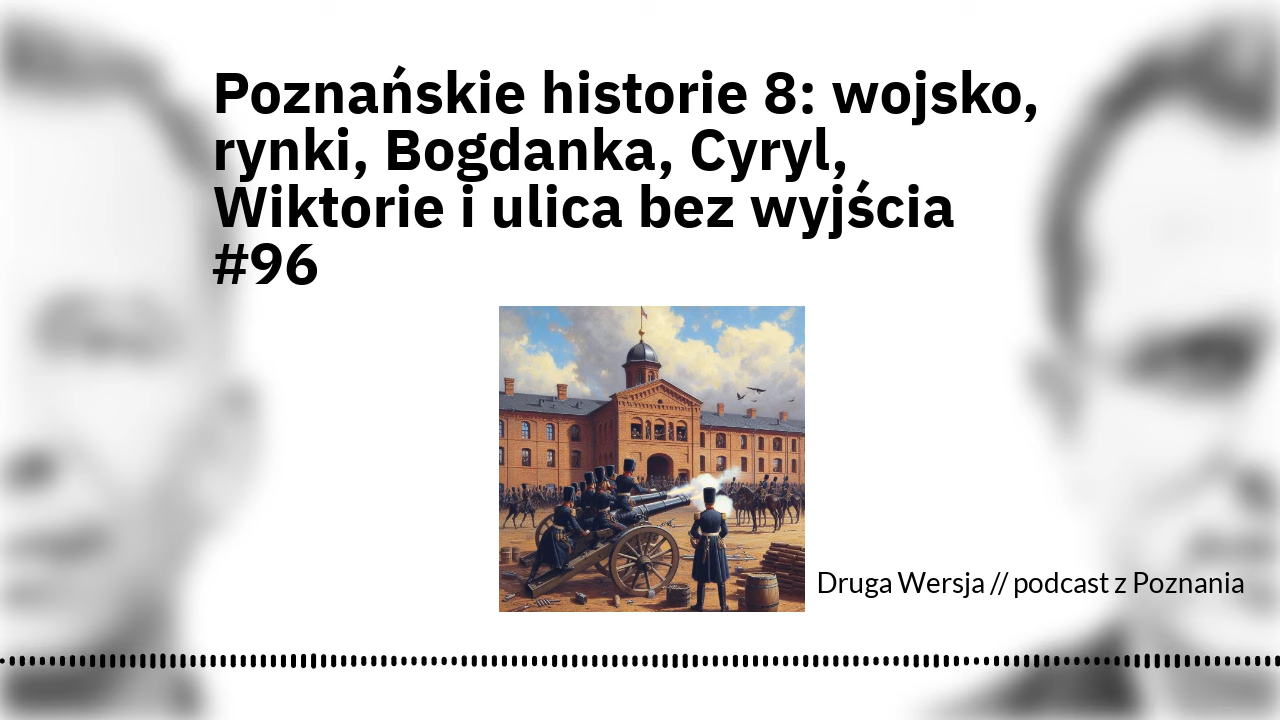 Poznańskie historie 8: wojsko,
rynki, Bogdanka, Cyryl,
Wiktorie i ulica bez wyjścia
#96
Druga Wersja // podcast z Poznania